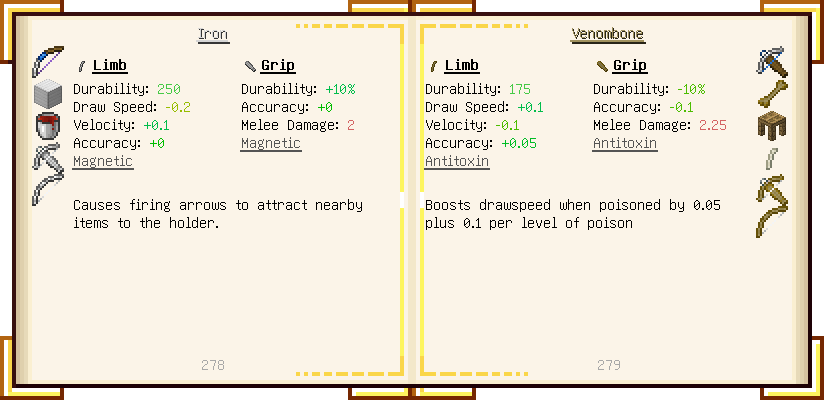 Iron
Limb
Durability: 250
Draw Speed: -0.2
Velocity: +0.1
Accuracy: +0
Magnetic
Grip
Durability: +10%
Accuracy: +0
Melee Damage: 2
Magnetic
Causes firing arrows to attract nearby
items to the holder.
278
Venombone
Limb
Durability: 175
Draw Speed: +0.1
Velocity: -0.1
Accuracy: +0.05
Antitoxin
Grip
Durability: -10%
Accuracy: -0.1
Melee Damage: 2.25
Antitoxin
Boosts drawspeed when poisoned by 0.05
plus 0.1 per level of poison
279